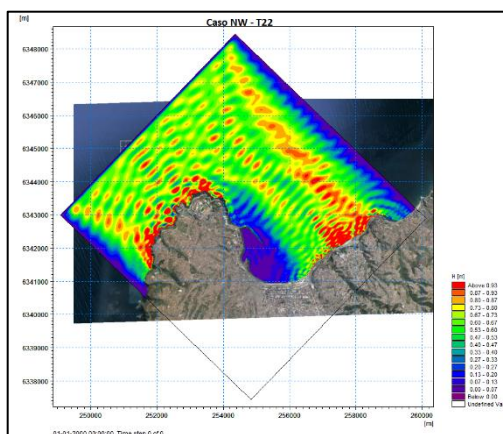 [m]
Caso NW - T22
6348000
6347000
6346000
6345000
6344000
6343000
6342000
6341000
6340000
6339000
6338000
250000 252000 254000 256000 258000 260000
[m]
H [m]
Above 0.93
0.87 - 0.93
0.80 - 0.87
0.73 - 0.80
0.67 - 0.73
0.60 - 0.67
0.53 - 0.60
0.47 - 0.53
0.40 - 0.47
0.33 - 0.40
0.27 - 0.33
0.20 - 0.27
0.13 - 0.20
0.07 - 0.13
0.00 - 0.07
Below 0.00
Undefined Va